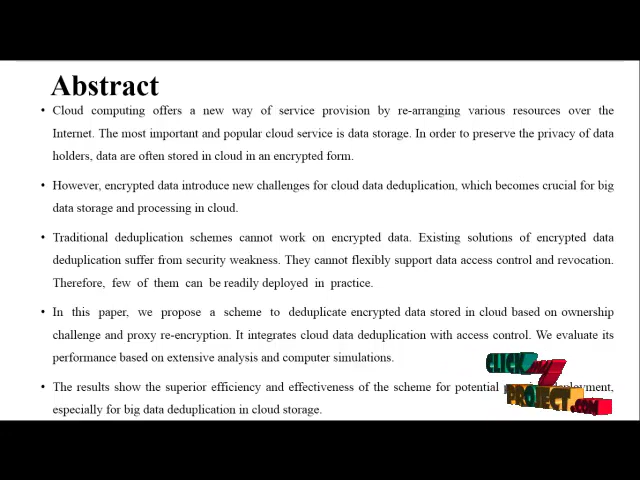 Abstract
• Cloud computing offers a new way of service provision by re-arranging various resources over the
Internet. The most important and popular cloud service is data storage. In order to preserve the privacy of data
holders, data are often stored in cloud in an encrypted form.
• However, encrypted data introduce new challenges for cloud data deduplication, which becomes crucial for big
data storage and processing in cloud.
• Traditional deduplication schemes cannot work on encrypted data. Existing solutions of encrypted data
deduplication suffer from security weakness. They cannot flexibly support data access control and revocation.
Therefore, few of them can be readily deployed in practice.
• In this paper, we propose a scheme to deduplicate encrypted data stored in cloud based on ownership
challenge and proxy re-encryption. It integrates cloud data deduplication with access control. We evaluate its
performance based on extensive analysis and computer simulations.
• The results show the superior efficiency and effectiveness of the scheme for potential
especially for big data deduplication in cloud storage.
CLICK
PROJECT.COM